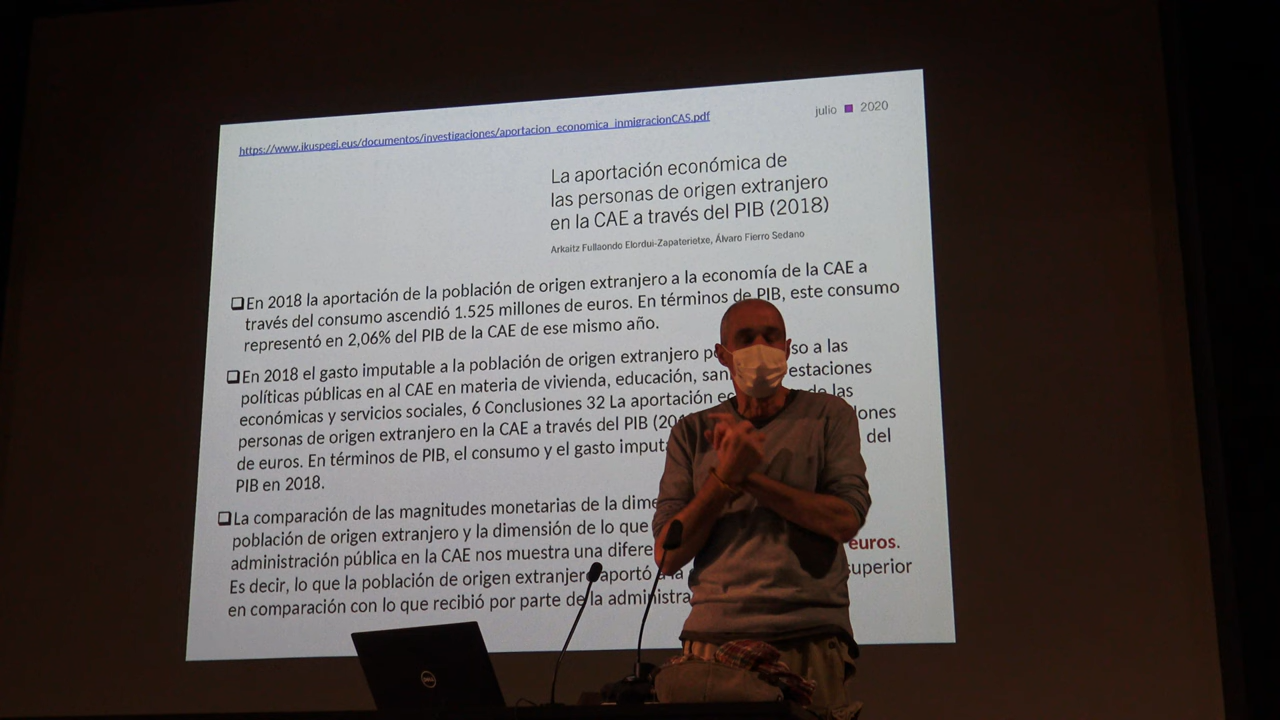 https://www.ikuspegi.eus/documentos/investigaciones/aportacion_economica_inmigracionCAS.pdf
julio 2020
La aportación económica de
las personas de origen extranjero
en la CAE a través del PIB (2018)
Arkaitz Fullaondo Elordui-Zapaterietxe, Álvaro Fierro Sedano
En 2018 la aportación de la población de origen extranjero a la economía de la CAE a
través del consumo ascendió 1.525 millones de euros. En términos de PIB, este consumo
representó en 2,06% del PIB de la CAE de ese mismo año.
En 2018 el gasto imputable a la población de origen extranjero a las
políticas públicas en al CAE en materia de vivienda, educación,
económicas y servicios sociales, 6 Conclusiones 32 La aportación de las
personas de origen extranjero en la CAE a través del PIB
de euros. En términos de PIB, el consumo y el gasto del
PIB en 2018.
La comparación de las magnitudes monetarias de la
población de origen extranjero y la dimensión de lo que
administración pública en la CAE nos muestra una euros.
Es decir, lo que la población de origen extranjero aportó a la superior
en comparación con lo que recibió por parte de la
DELL